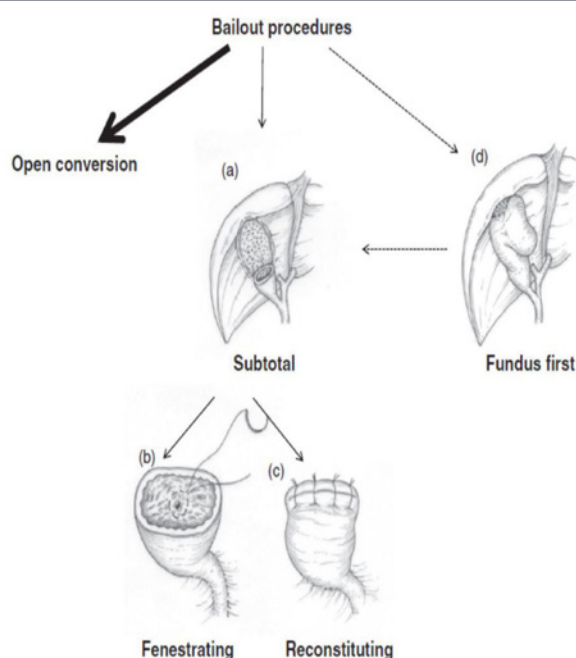 Bailout procedures
Open conversion
(a)
(d)
Subtotal
Fundus first
(b)
(c)
Fenestrating
Reconstituting